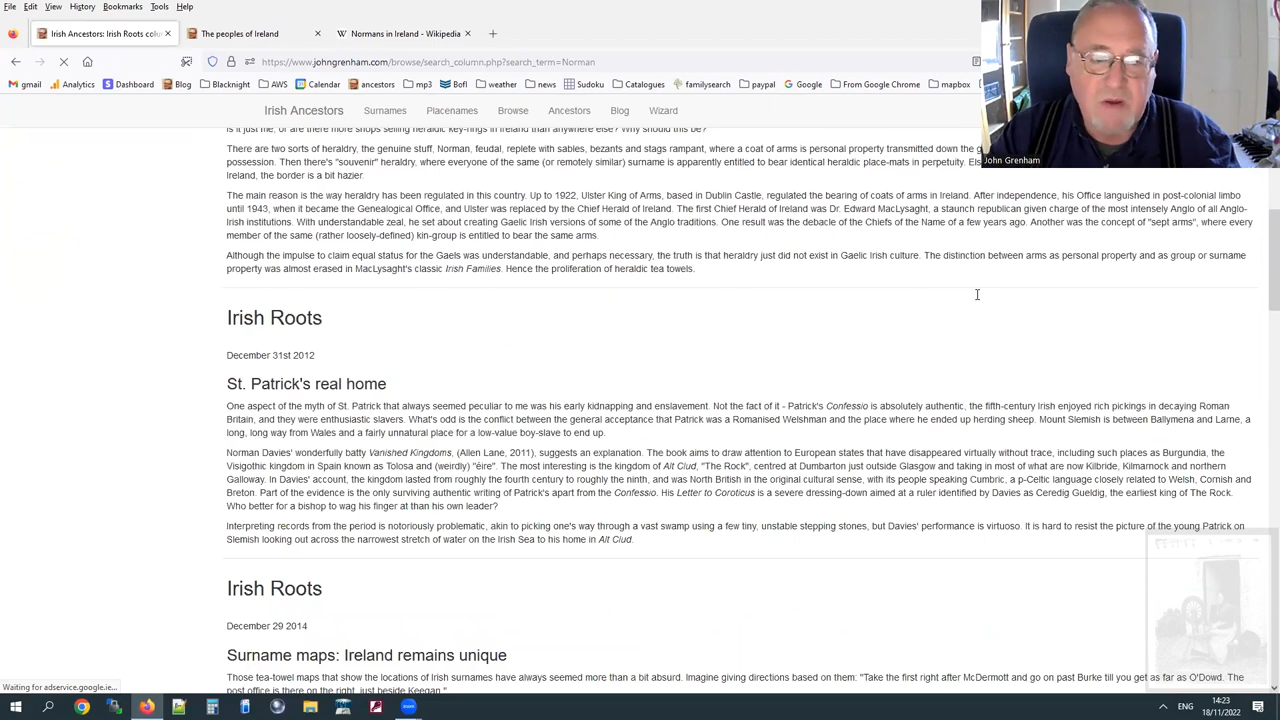 File Edit View History Bookmarks Tools Help
Irish Ancestors: Irish Roots colu
The peoples of Ireland
Normans in Ireland - Wikipedia
https://www.johngrenham.com/browse/search_column.php?search_term=Norman
gmail Analytics Dashboard Blog Blacknight AWS Calendar mp3 ancestors BofI weather news Sudoku Catalogues familysearch paypal Google From Google Chrome mapbox
Irish Ancestors Surnames Placenames Browse Ancestors Blog Wizard
John Grenham
Is it just me, or are there more shops selling heraldic key-rings in Ireland than anywhere else? Why should this be?
There are two sorts of heraldry, the genuine stuff, Norman, feudal, replete with sables, bezants and stags rampant, where a coat of arms is personal property transmitted down the g
possession. Then there's "souvenir" heraldry, where everyone of the same (or remotely similar) surname is apparently entitled to bear identical heraldic place-mats in perpetuity. Els
Ireland, the border is a bit hazier.
The main reason is the way heraldry has been regulated in this country. Up to 1922, Ulster King of Arms, based in Dublin Castle, regulated the bearing of coats of arms in Ireland. After independence, his Office languished in post-colonial limbo
until 1943, when it became the Genealogical Office, and Ulster was replaced by the Chief Herald of Ireland. The first Chief Herald of Ireland was Dr. Edward MacLysaght, a staunch republican given charge of the most intensely Anglo of all Anglo-
Irish institutions. With understandable zeal, he set about creating Gaelic Irish versions of some of the Anglo traditions. One result was the debacle of the Chiefs of the Name of a few years ago. Another was the concept of "sept arms", where every
member of the same (rather loosely-defined) kin-group is entitled to bear the same arms.
Although the impulse to claim equal status for the Gaels was understandable, and perhaps necessary, the truth is that heraldry just did not exist in Gaelic Irish culture. The distinction between arms as personal property and as group or surname
property was almost erased in MacLysaght's classic Irish Families. Hence the proliferation of heraldic tea towels.
Irish Roots
December 31st 2012
St. Patrick's real home
One aspect of the myth of St. Patrick that always seemed peculiar to me was his early kidnapping and enslavement. Not the fact of it - Patrick's Confessio is absolutely authentic, the fifth-century Irish enjoyed rich pickings in decaying Roman
Britain, and they were enthusiastic slavers. What's odd is the conflict between the general acceptance that Patrick was a Romanised Welshman and the place where he ended up herding sheep. Mount Slemish is between Ballymena and Larne, a
long, long way from Wales and a fairly unnatural place for a low-value boy-slave to end up.
Norman Davies' wonderfully batty Vanished Kingdoms, (Allen Lane, 2011), suggests an explanation. The book aims to draw attention to European states that have disappeared virtually without trace, including such places as Burgundia, the
Visigothic kingdom in Spain known as Tolosa and (weirdly) "éire". The most interesting is the kingdom of Alt Clud, "The Rock", centred at Dumbarton just outside Glasgow and taking in most of what are now Kilbride, Kilmarnock and northern
Galloway. In Davies' account, the kingdom lasted from roughly the fourth century to roughly the ninth, and was North British in the original cultural sense, with its people speaking Cumbric, a p-Celtic language closely related to Welsh, Cornish and
Breton. Part of the evidence is the only surviving authentic writing of Patrick's apart from the Confessio. His Letter to Coroticus is a severe dressing-down aimed at a ruler identified by Davies as Ceredig Gueldig, the earliest king of The Rock.
Who better for a bishop to wag his finger at than his own leader?
Interpreting records from the period is notoriously problematic, akin to picking one's way through a vast swamp using a few tiny, unstable stepping stones, but Davies' performance is virtuoso. It is hard to resist the picture of the young Patrick on
Slemish looking out across the narrowest stretch of water on the Irish Sea to his home in Alt Clud.
Irish Roots
December 29 2014
Surname maps: Ireland remains unique
Those tea-towel maps that show the locations of Irish surnames have always seemed more than a bit absurd. Imagine giving directions based on them: "Take the first right after McDermott and go on past Burke till you get as far as O'Dowd. The
post office is there on the right, just beside Keegan."
Waiting for adservice.google.ie...
ENG
14:23
18/11/2022